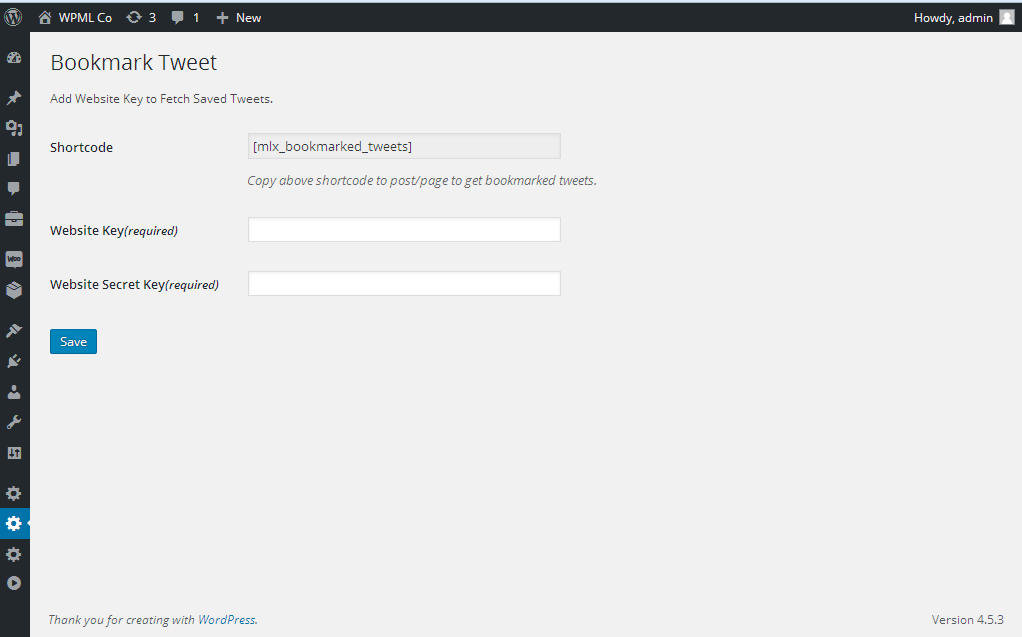 WPML Co 3 1 New Howdy, admin
Bookmark Tweet
Add Website Key to Fetch Saved Tweets.
Shortcode [mlx_bookmarked_tweets]
Copy above shortcode to post/page to get bookmarked tweets.
Website Key(required)
Website Secret Key(required)
Save
Woo
Thank you for creating with WordPress. Version 4.5.3